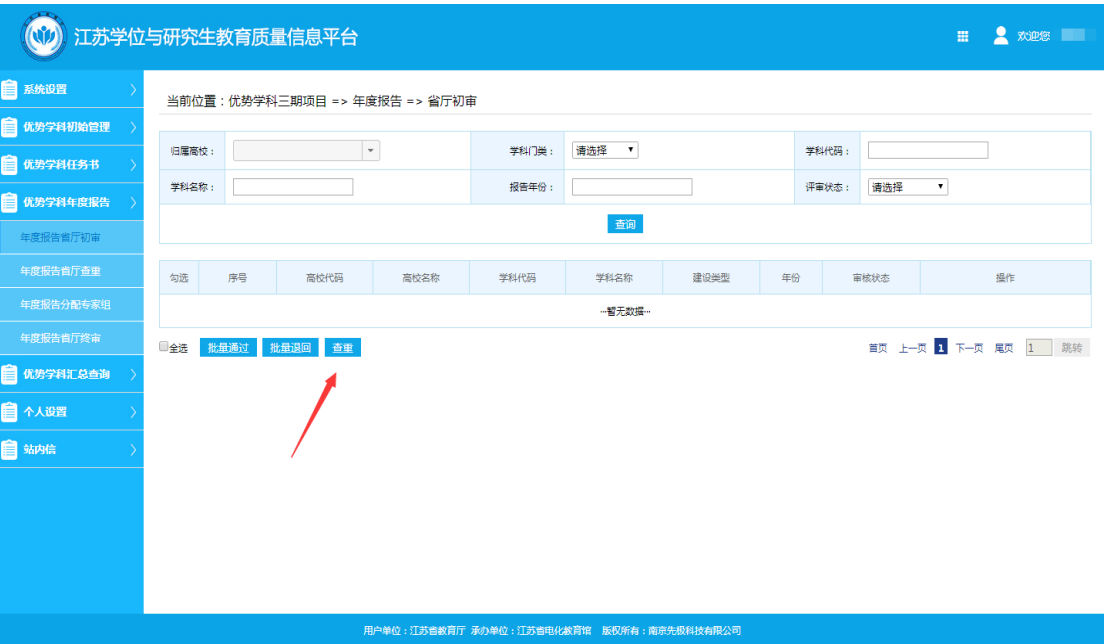 江苏学位与研究生教育质量信息平台
欢迎您
系统设置
优势学科初始管理
优势学科任务书
优势学科年度报告
年度报告省厅初审
年度报告省厅查重
年度报告分配专家组
年度报告省厅终审
优势学科汇总查询
个人设置
站内信
当前位置：优势学科三期项目 => 年度报告 => 省厅初审
归属高校： 学科门类： 请选择 学科代码：
学科名称： 报告年份： 评审状态： 请选择
查询
勾选 序号 高校代码 高校名称 学科代码 学科名称 建设类型 年份 审核状态 操作
--暂无数据--
全选 批量通过 批量退回 查重 首页 上一页 1 下一页 尾页 1 跳转
用户单位：江苏省教育厅 承办单位：江苏省电化教育馆 版权所有：南京先极科技有限公司